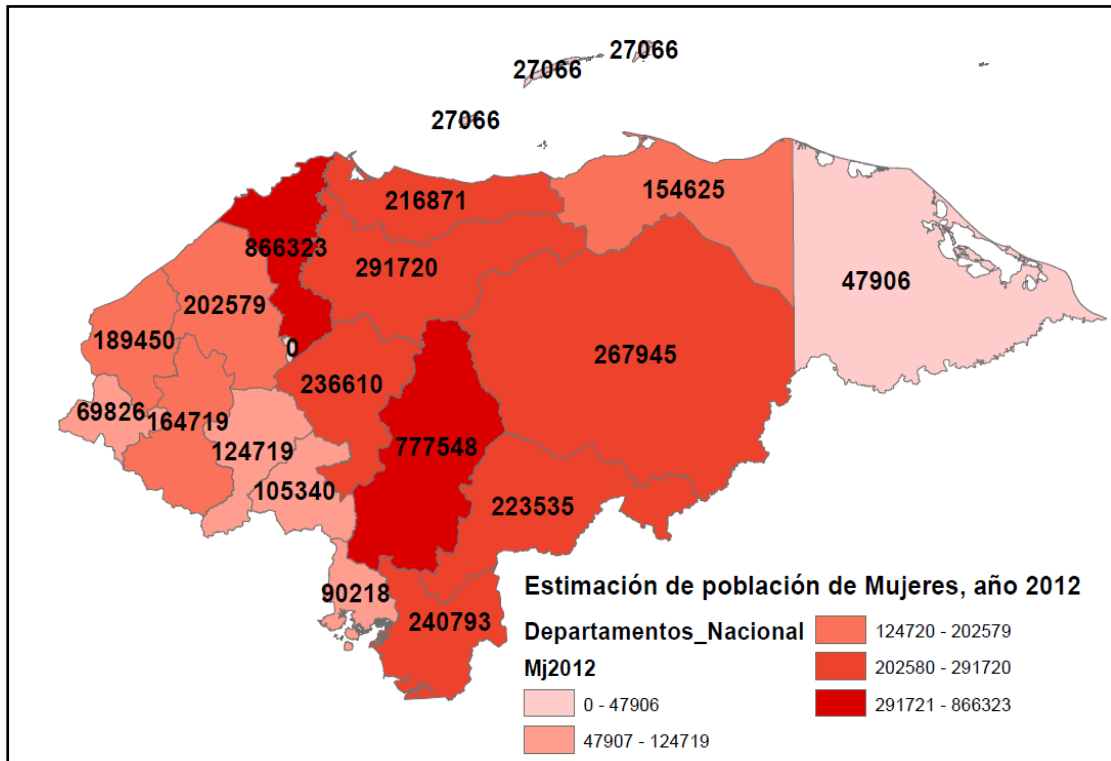 27066
27066
27066
216871
154625
866323
291720
47906
202579
189450
0
267945
236610
69826
164719
124719
777548
105340
223535
90218
240793
Estimación de población de Mujeres, año 2012
Departamentos_Nacional
Mj2012
0 - 47906
47907 - 124719
124720 - 202579
202580 - 291720
291721 - 866323